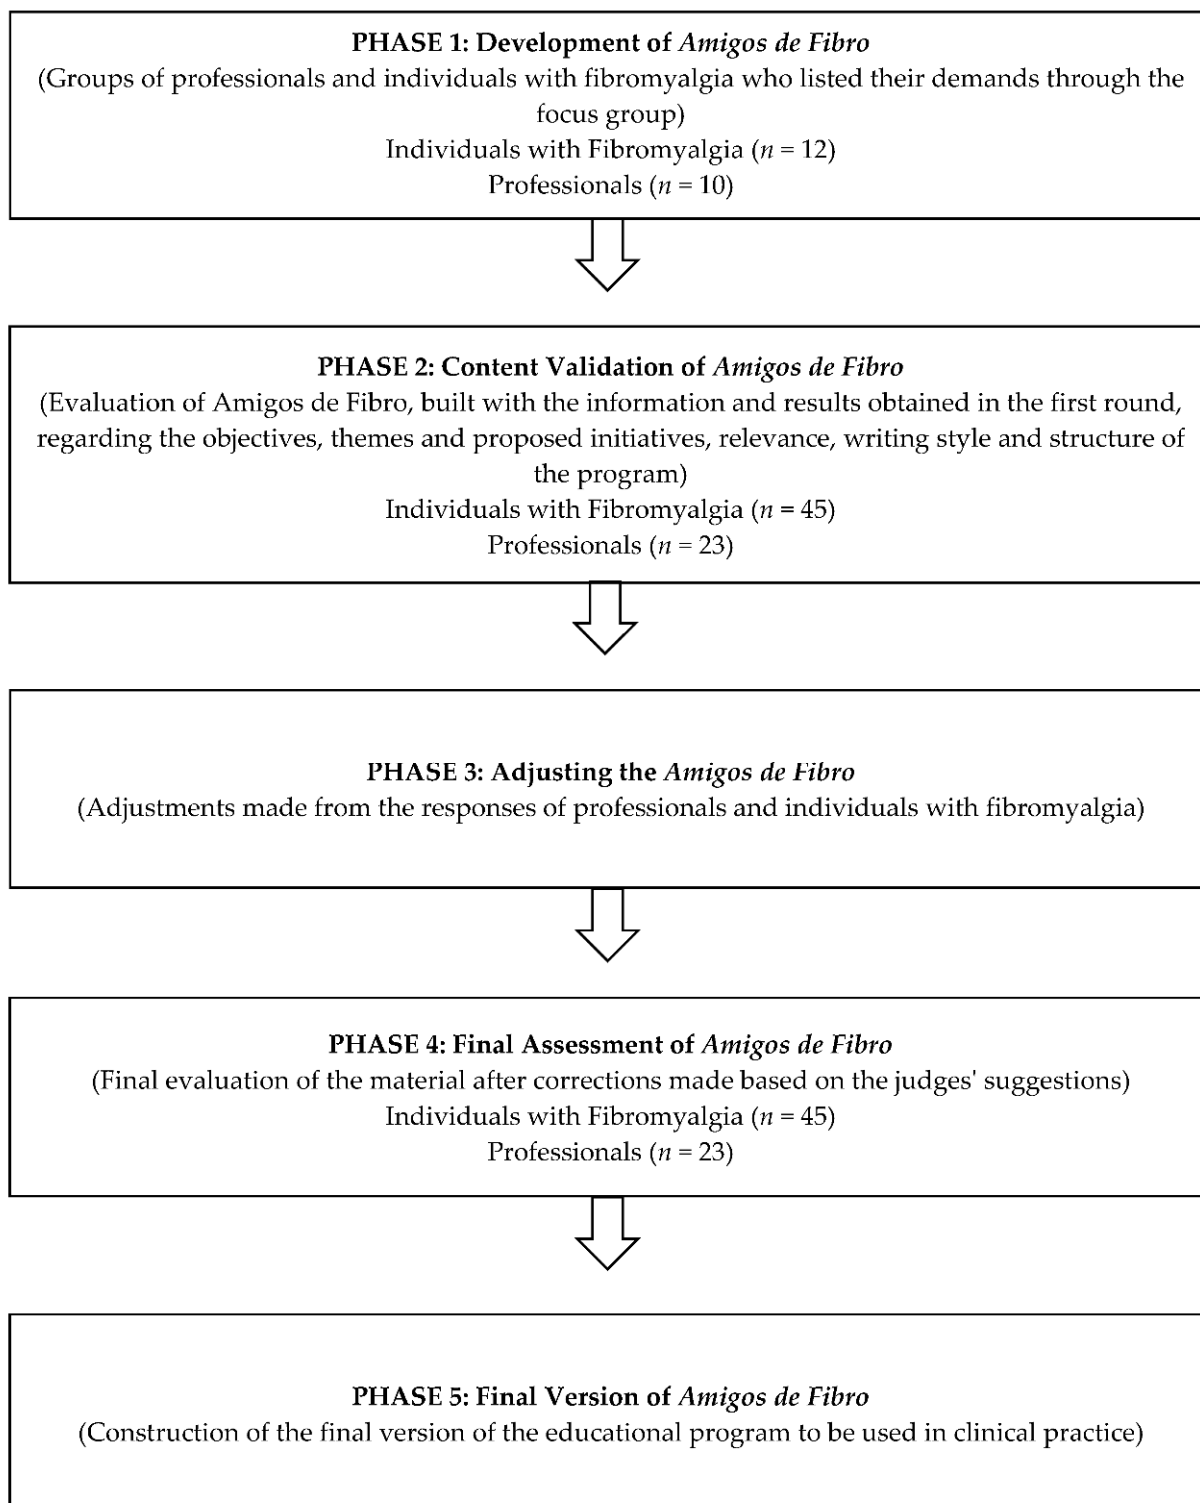 PHASE 1: Development of Amigos de Fibro
(Groups of professionals and individuals with fibromyalgia who listed their demands through the
focus group)
Individuals with Fibromyalgia (n = 12)
Professionals (n = 10)
PHASE 2: Content Validation of Amigos de Fibro
(Evaluation of Amigos de Fibro, built with the information and results obtained in the first round,
regarding the objectives, themes and proposed initiatives, relevance, writing style and structure of
the program)
Individuals with Fibromyalgia (n = 45)
Professionals (n = 23)
PHASE 3: Adjusting the Amigos de Fibro
(Adjustments made from the responses of professionals and individuals with fibromyalgia)
PHASE 4: Final Assessment of Amigos de Fibro
(Final evaluation of the material after corrections made based on the judges' suggestions)
Individuals with Fibromyalgia (n = 45)
Professionals (n = 23)
PHASE 5: Final Version of Amigos de Fibro
(Construction of the final version of the educational program to be used in clinical practice)